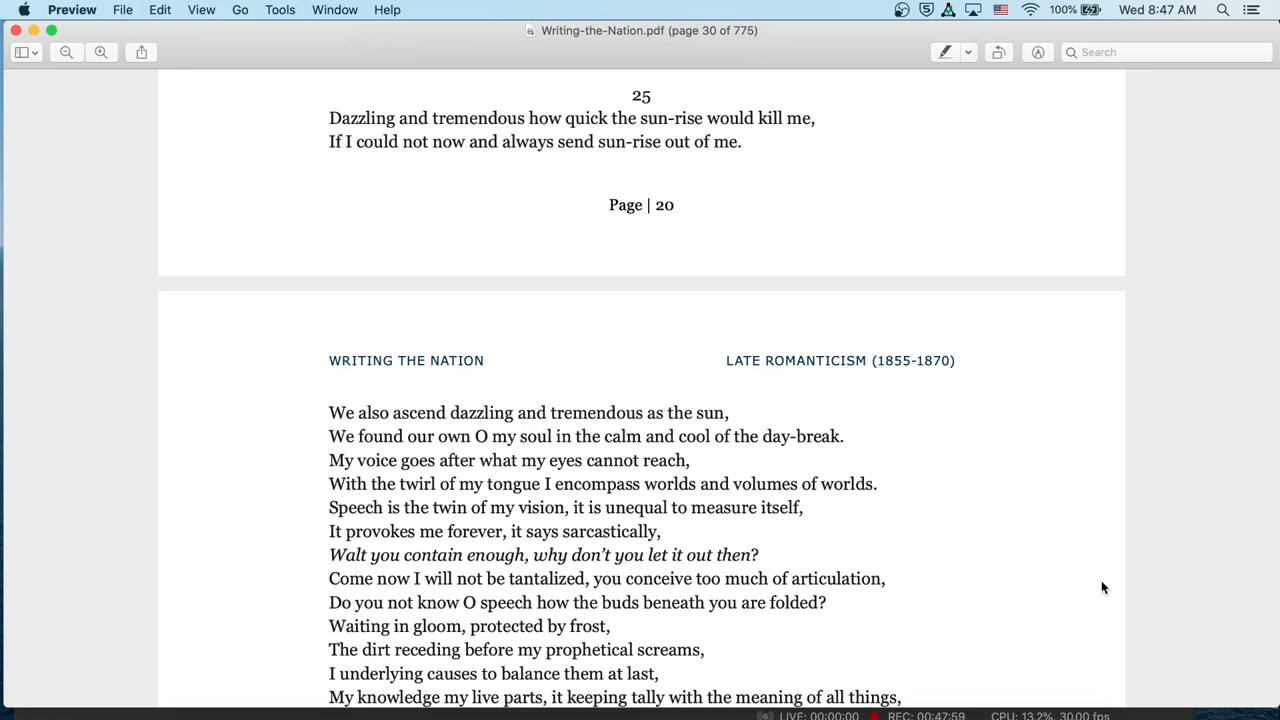 Preview File Edit View Go Tools Window Help 100% Wed 8:47 AM
Writing-the-Nation.pdf (page 30 of 775)
Search
25
Dazzling and tremendous how quick the sun-rise would kill me,
If I could not now and always send sun-rise out of me.
Page | 20
WRITING THE NATION LATE ROMANTICISM (1855-1870)
We also ascend dazzling and tremendous as the sun,
We found our own O my soul in the calm and cool of the day-break.
My voice goes after what my eyes cannot reach,
With the twirl of my tongue I encompass worlds and volumes of worlds.
Speech is the twin of my vision, it is unequal to measure itself,
It provokes me forever, it says sarcastically,
Walt you contain enough, why don’t you let it out then?
Come now I will not be tantalized, you conceive too much of articulation,
Do you not know O speech how the buds beneath you are folded?
Waiting in gloom, protected by frost,
The dirt receding before my prophetical screams,
I underlying causes to balance them at last,
My knowledge my live parts, it keeping tally with the meaning of all things,
LIVE: 00:00:00 REC: 00:47:59 CPU: 13.2%, 30.00 fps